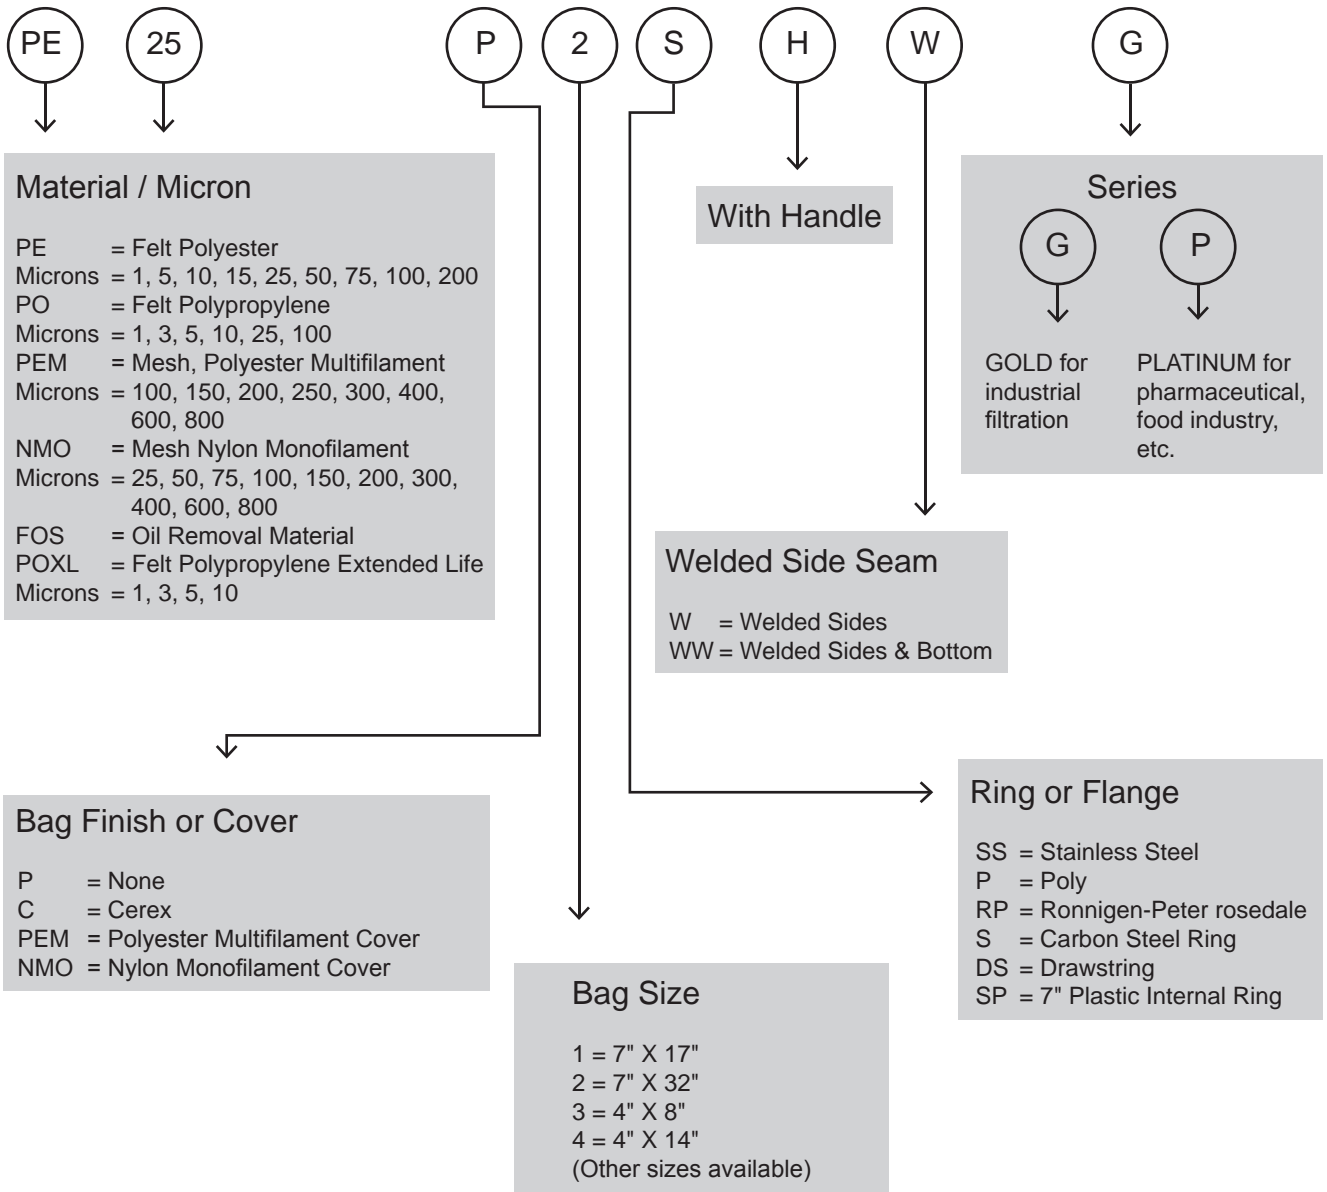 PE 25 P 2 S H W G
Material / Micron
PE = Felt Polyester
Microns = 1, 5, 10, 15, 25, 50, 75, 100, 200
PO = Felt Polypropylene
Microns = 1, 3, 5, 10, 25, 100
PEM = Mesh, Polyester Multifilament
Microns = 100, 150, 200, 250, 300, 400,
600, 800
NMO = Mesh Nylon Monofilament
Microns = 25, 50, 75, 100, 150, 200, 300,
400, 600, 800
FOS = Oil Removal Material
POXL = Felt Polypropylene Extended Life
Microns = 1, 3, 5, 10
With Handle
Series
G P
GOLD for
industrial
filtration
PLATINUM for
pharmaceutical,
food industry,
etc.
Welded Side Seam
W = Welded Sides
WW = Welded Sides & Bottom
Bag Finish or Cover
P = None
C = Cerex
PEM = Polyester Multifilament Cover
NMO = Nylon Monofilament Cover
Bag Size
1 = 7" X 17"
2 = 7" X 32"
3 = 4" X 8"
4 = 4" X 14"
(Other sizes available)
Ring or Flange
SS = Stainless Steel
P = Poly
RP = Ronnigen-Peter rosedale
S = Carbon Steel Ring
DS = Drawstring
SP = 7" Plastic Internal Ring